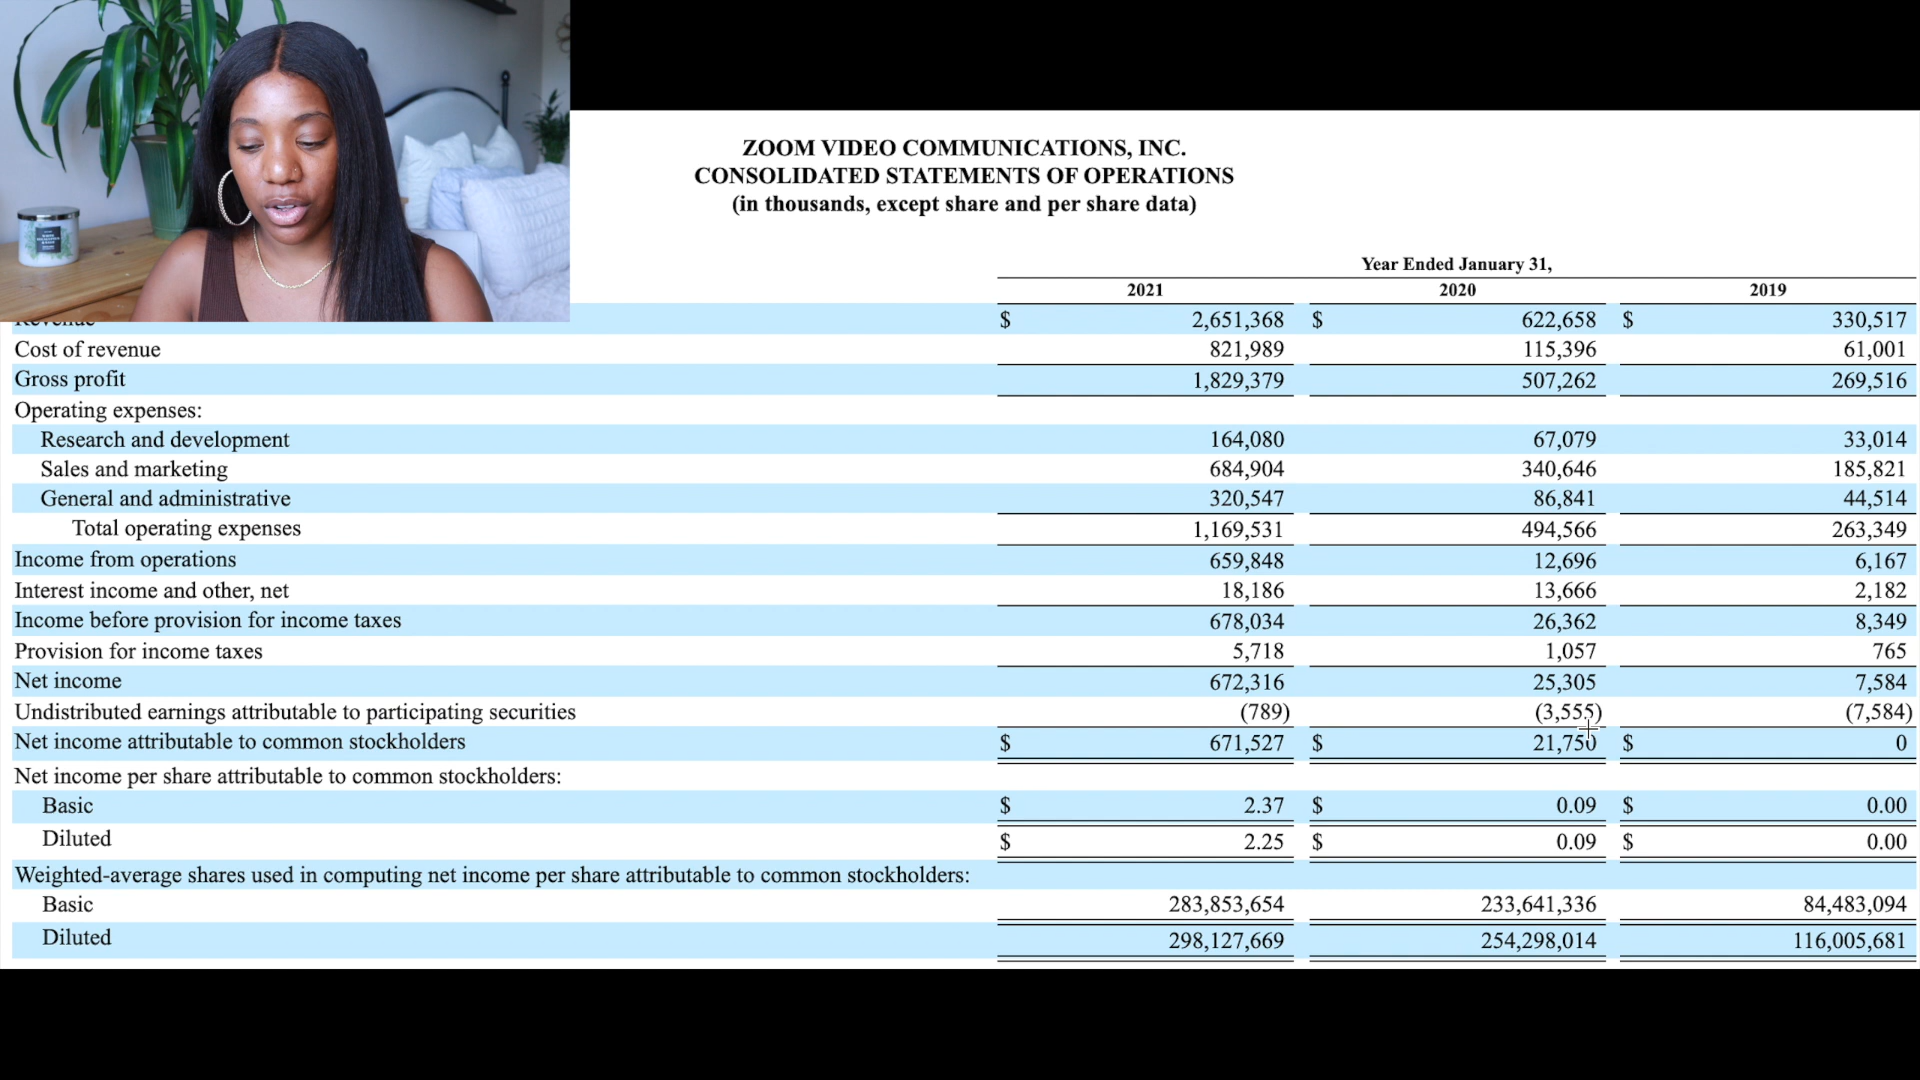 ZOOM VIDEO COMMUNICATIONS, INC.
CONSOLIDATED STATEMENTS OF OPERATIONS
(in thousands, except share and per share data)
Year Ended January 31,
2021 2020 2019
Revenue $ 2,651,368 $ 622,658 $ 330,517
Cost of revenue 821,989 115,396 61,001
Gross profit 1,829,379 507,262 269,516
Operating expenses:
Research and development 164,080 67,079 33,014
Sales and marketing 684,904 340,646 185,821
General and administrative 320,547 86,841 44,514
Total operating expenses 1,169,531 494,566 263,349
Income from operations 659,848 12,696 6,167
Interest income and other, net 18,186 13,666 2,182
Income before provision for income taxes 678,034 26,362 8,349
Provision for income taxes 5,718 1,057 765
Net income 672,316 25,305 7,584
Undistributed earnings attributable to participating securities (789) (3,555) (7,584)
Net income attributable to common stockholders $ 671,527 $ 21,750 $ 0
Net income per share attributable to common stockholders:
Basic $ 2.37 $ 0.09 $ 0.00
Diluted $ 2.25 $ 0.09 $ 0.00
Weighted-average shares used in computing net income per share attributable to common stockholders:
Basic 283,853,654 233,641,336 84,483,094
Diluted 298,127,669 254,298,014 116,005,681